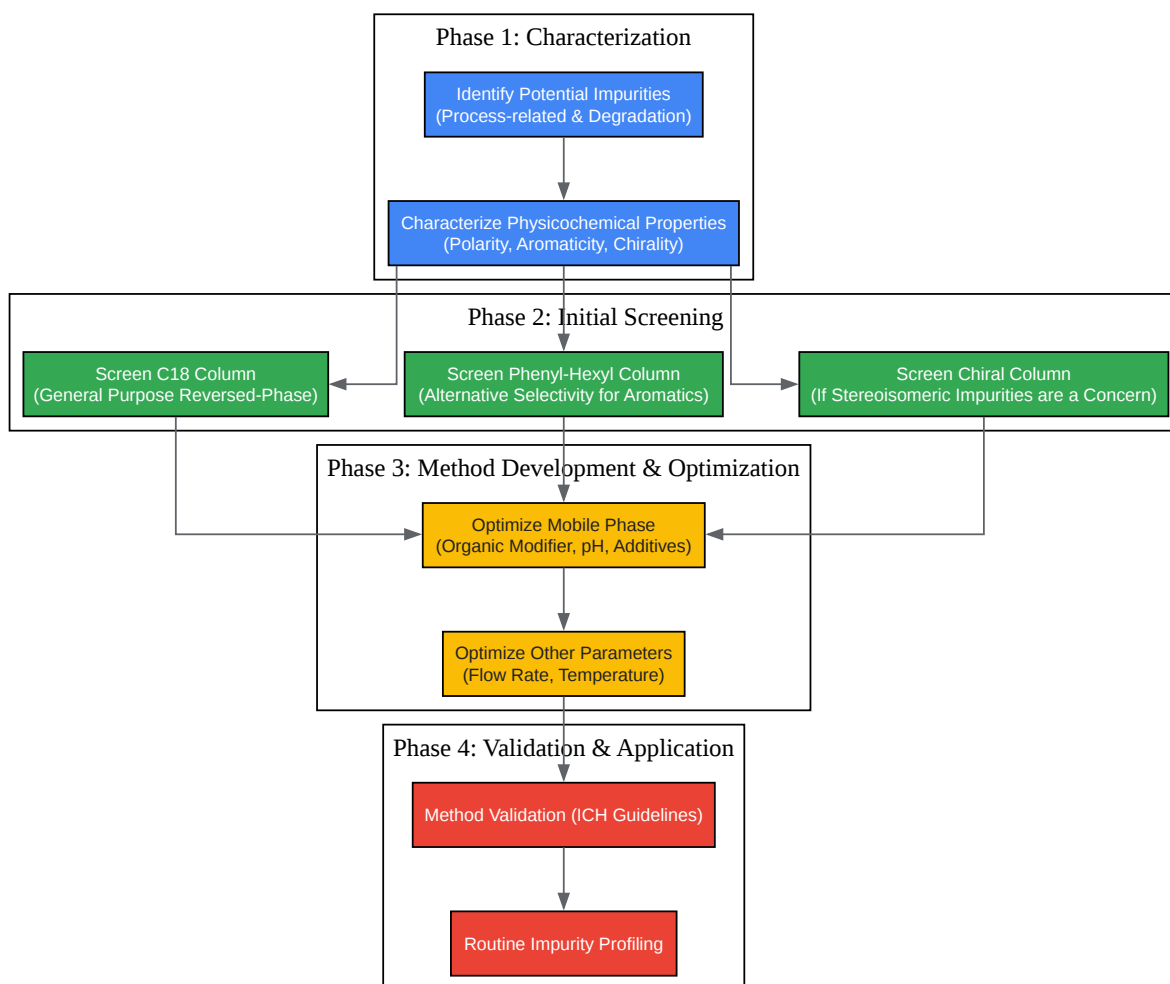 Phase 1: Characterization
Identify Potential Impurities
(Process-related & Degradation)
Characterize Physicochemical Properties
(Polarity, Aromaticity, Chirality)
Phase 2: Initial Screening
Screen C18 Column
(General Purpose Reversed-Phase)
Screen Phenyl-Hexyl Column
(Alternative Selectivity for Aromatics)
Screen Chiral Column
(If Stereoisomeric Impurities are a Concern)
Phase 3: Method Development & Optimization
Optimize Mobile Phase
(Organic Modifier, pH, Additives)
Optimize Other Parameters
(Flow Rate, Temperature)
Phase 4: Validation & Application
Method Validation (ICH Guidelines)
Routine Impurity Profiling